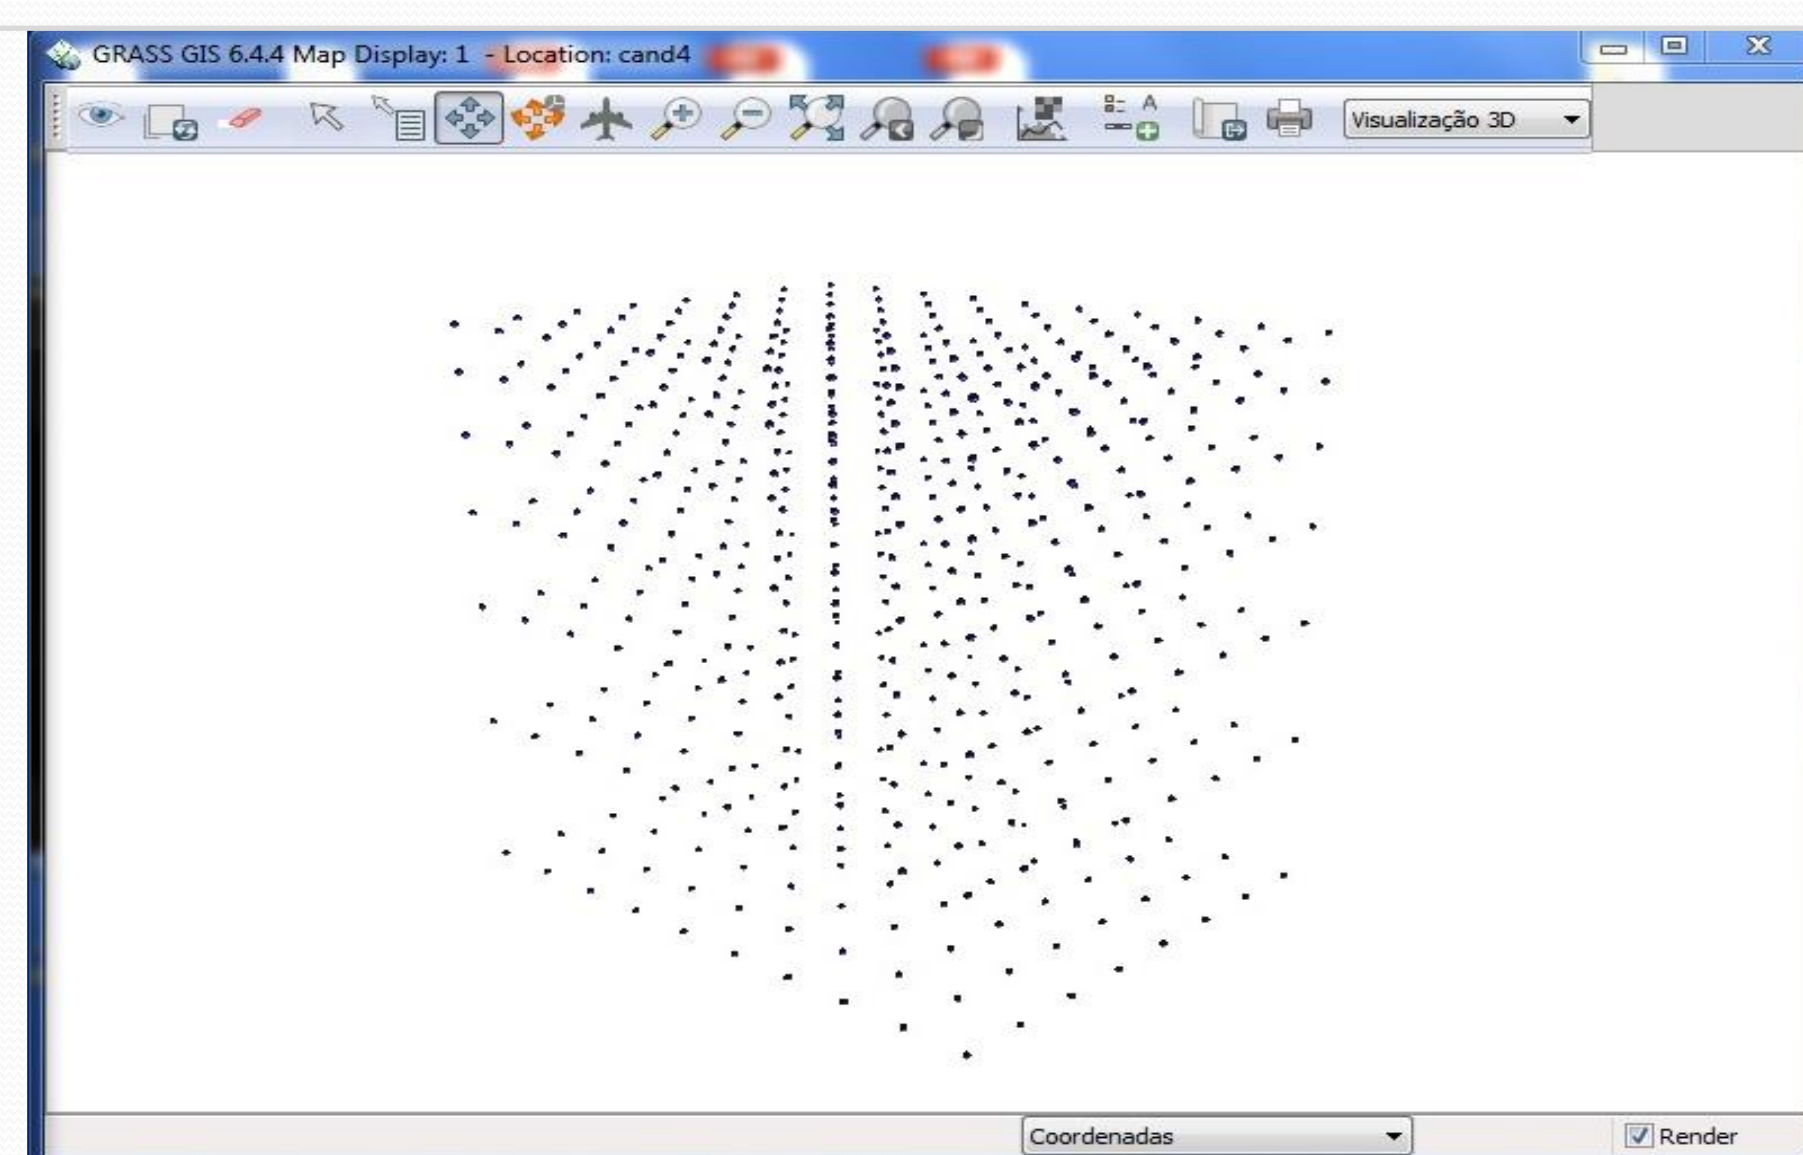 GRASS GIS 6.4.4 Map Display: 1 - Location: cand4
Visualização 3D
Coordenadas
Render